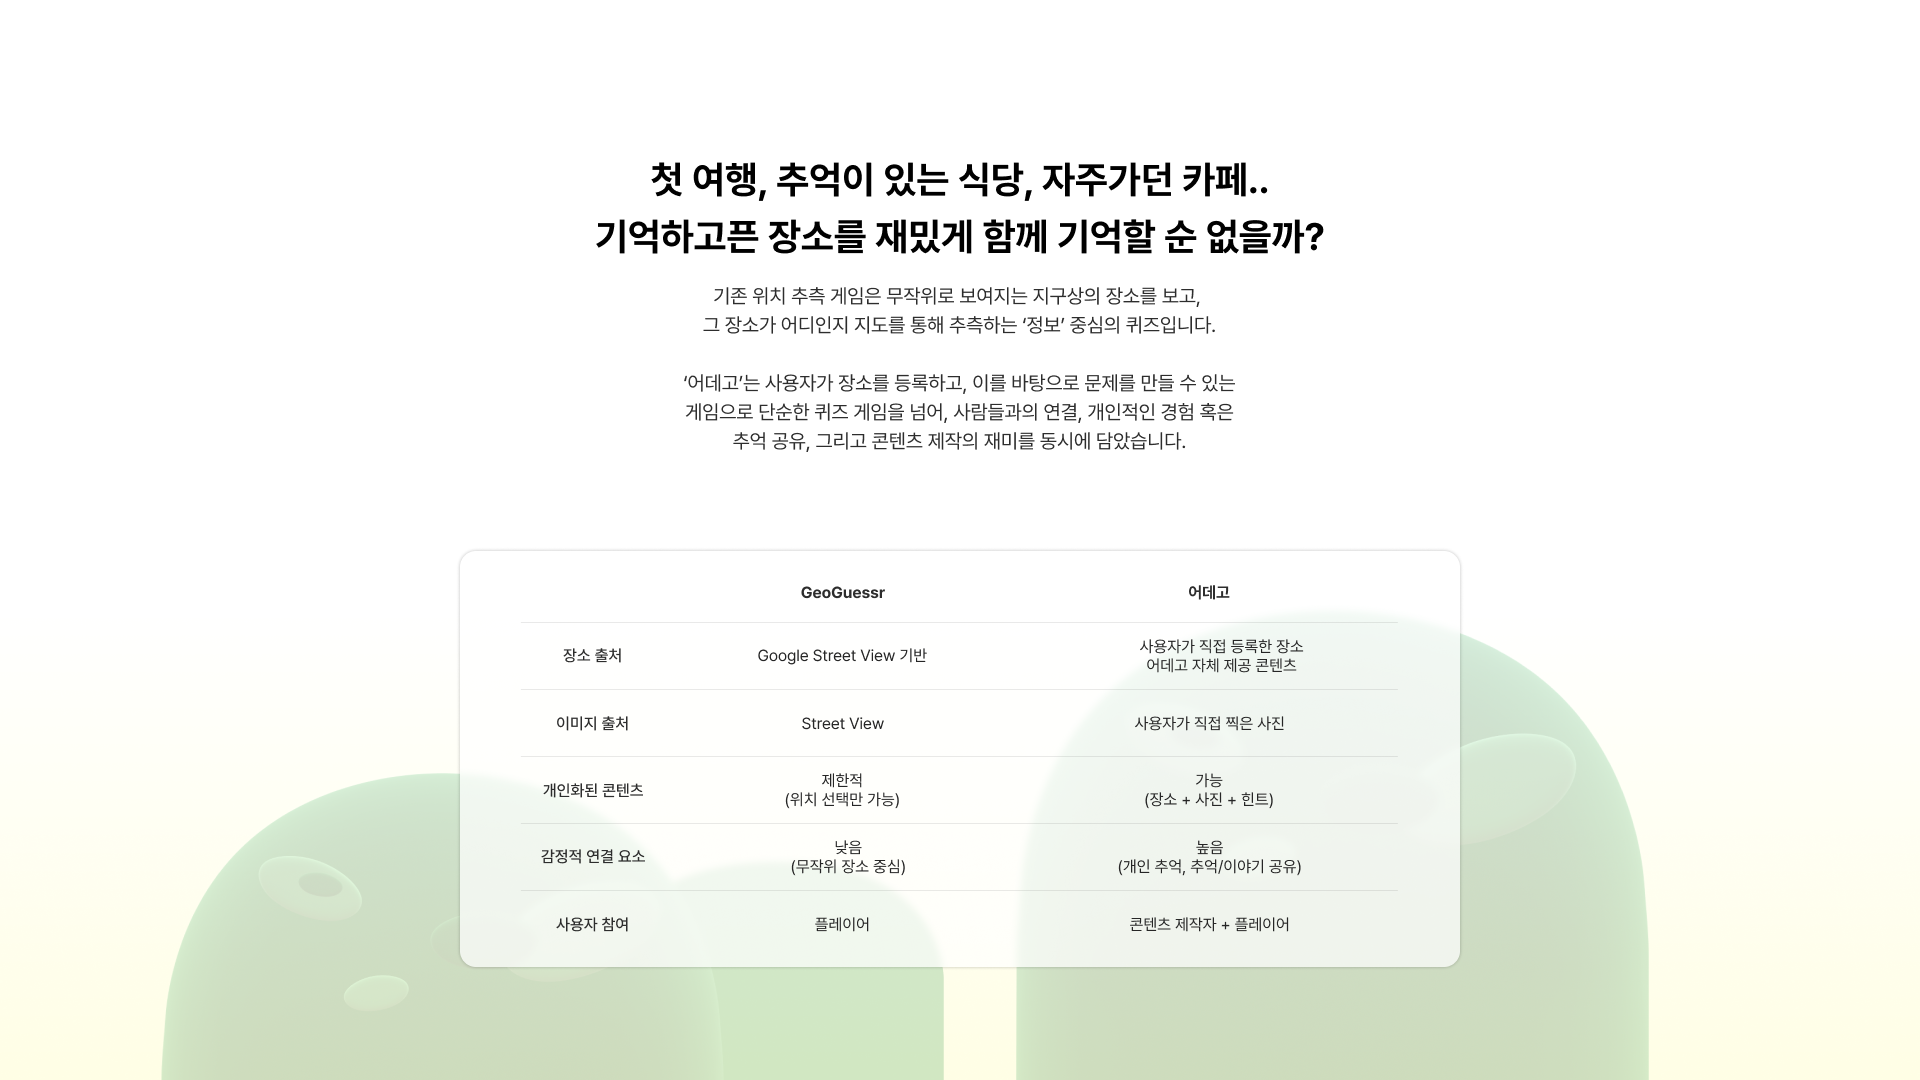 첫 여행, 추억이 있는 식당, 자주가던 카페..
기억하고픈 장소를 재밌게 함께 기억할 순 없을까?
기존 위치 추측 게임은 무작위로 보여지는 지구상의 장소를 보고,
그 장소가 어디인지 지도를 통해 추측하는 ‘정보’ 중심의 퀴즈입니다.
‘어데고’는 사용자가 장소를 등록하고, 이를 바탕으로 문제를 만들 수 있는
게임으로 단순한 퀴즈 게임을 넘어, 사람들과의 연결, 개인적인 경험 혹은
추억 공유, 그리고 콘텐츠 제작의 재미를 동시에 담았습니다.
GeoGuessr 어데고
장소 출처 Google Street View 기반 사용자가 직접 등록한 장소
어데고 자체 제공 콘텐츠
이미지 출처 Street View 사용자가 직접 찍은 사진
개인화된 콘텐츠 제한적 가능
(위치 선택만 가능) (장소 + 사진 + 힌트)
감정적 연결 요소 낮음 높음
(무작위 장소 중심) (개인 추억, 추억/이야기 공유)
사용자 참여 플레이어 콘텐츠 제작자 + 플레이어